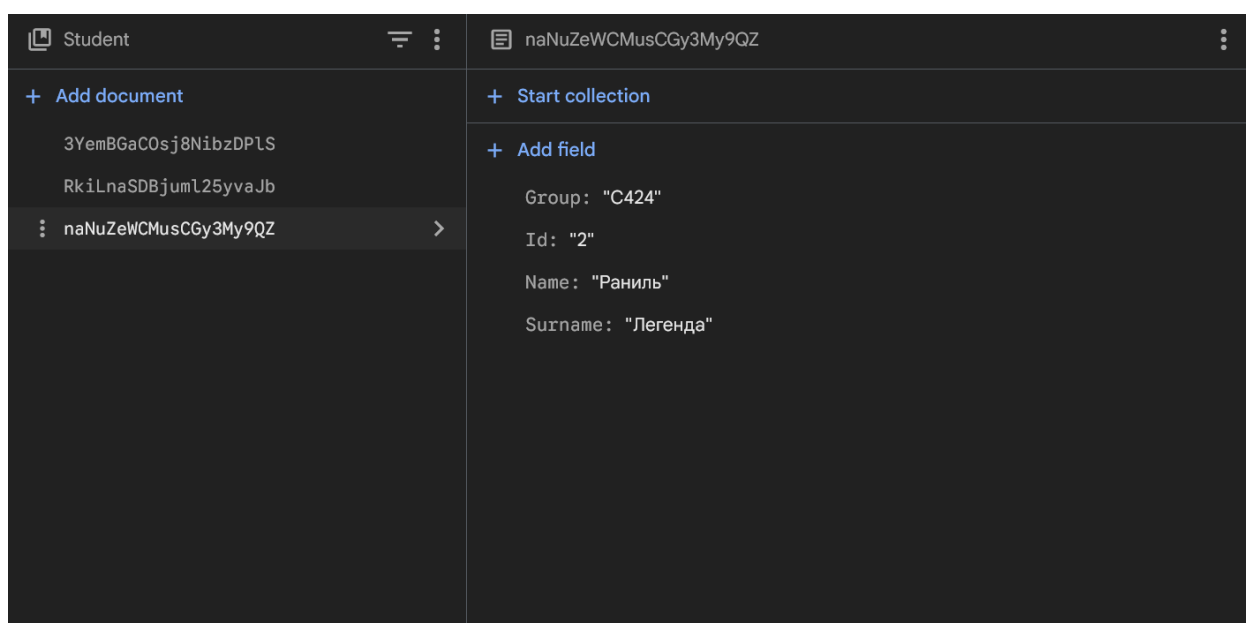 Student
+ Add document
3YemBGaCOsj8NibzDPlS
RkiLnaSDBjuml25yvaJb
naNuZeWCMusCGy3My9QZ
naNuZeWCMusCGy3My9QZ
+ Start collection
+ Add field
Group: "C424"
Id: "2"
Name: "Раниль"
Surname: "Легенда"